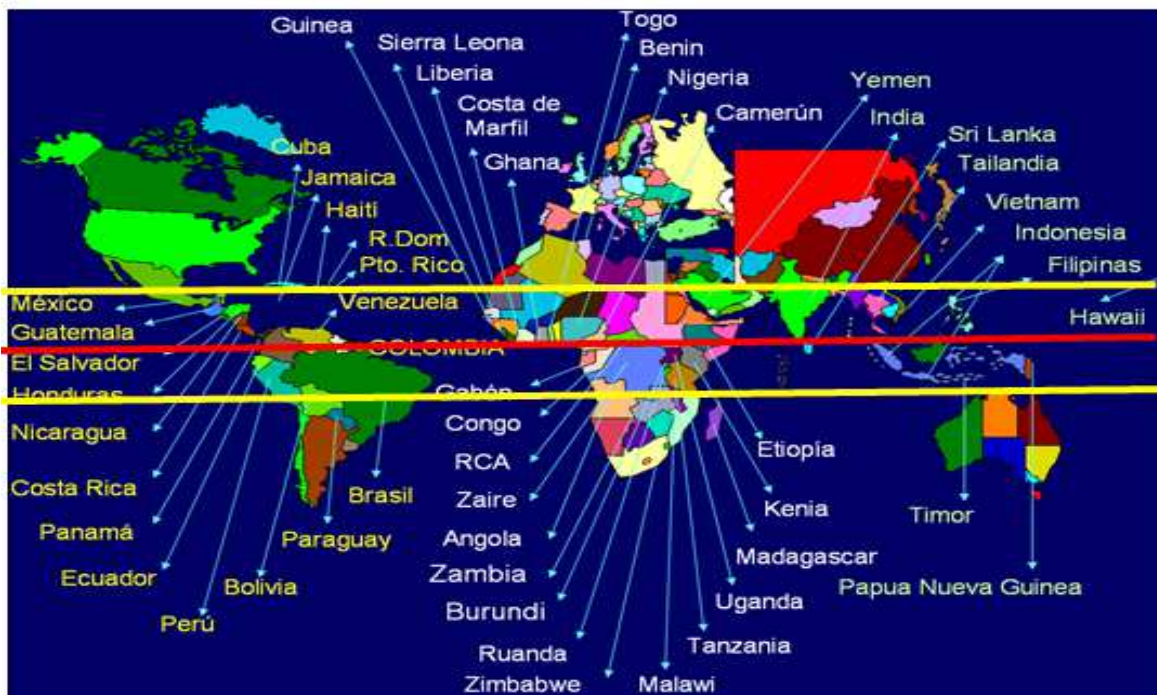 Guinea
Sierra Leona
Liberia
Costa de
Marfil
Ghana
Togo
Benin
Nigeria
Camerún
Yemen
India
Sri Lanka
Tailandia
Vietnam
Indonesia
Filipinas
Hawaii
Cuba
Jamaica
Haití
R.Dom
Pto. Rico
Venezuela
COLOMBIA
México
Guatemala
El Salvador
Honduras
Nicaragua
Costa Rica
Panamá
Ecuador
Perú
Bolivia
Paraguay
Brasil
Gabón
Congo
RCA
Zaire
Angola
Zambia
Burundi
Ruanda
Zimbabwe
Malawi
Tanzania
Uganda
Madagascar
Kenia
Etiopía
Timor
Papua Nueva Guinea